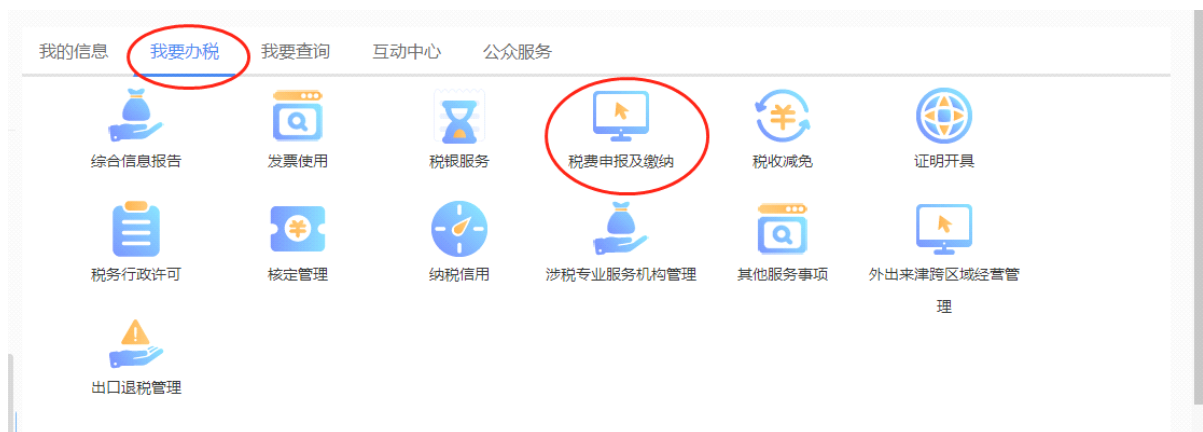 我的信息 我要办税 我要查询 互动中心 公众服务
综合信息报告 发票使用 税银服务 税费申报及缴纳 税收减免 证明开具
税务行政许可 核定管理 纳税信用 涉税专业服务机构管理 其他服务事项 外出来津跨区域经营管
理
出口退税管理